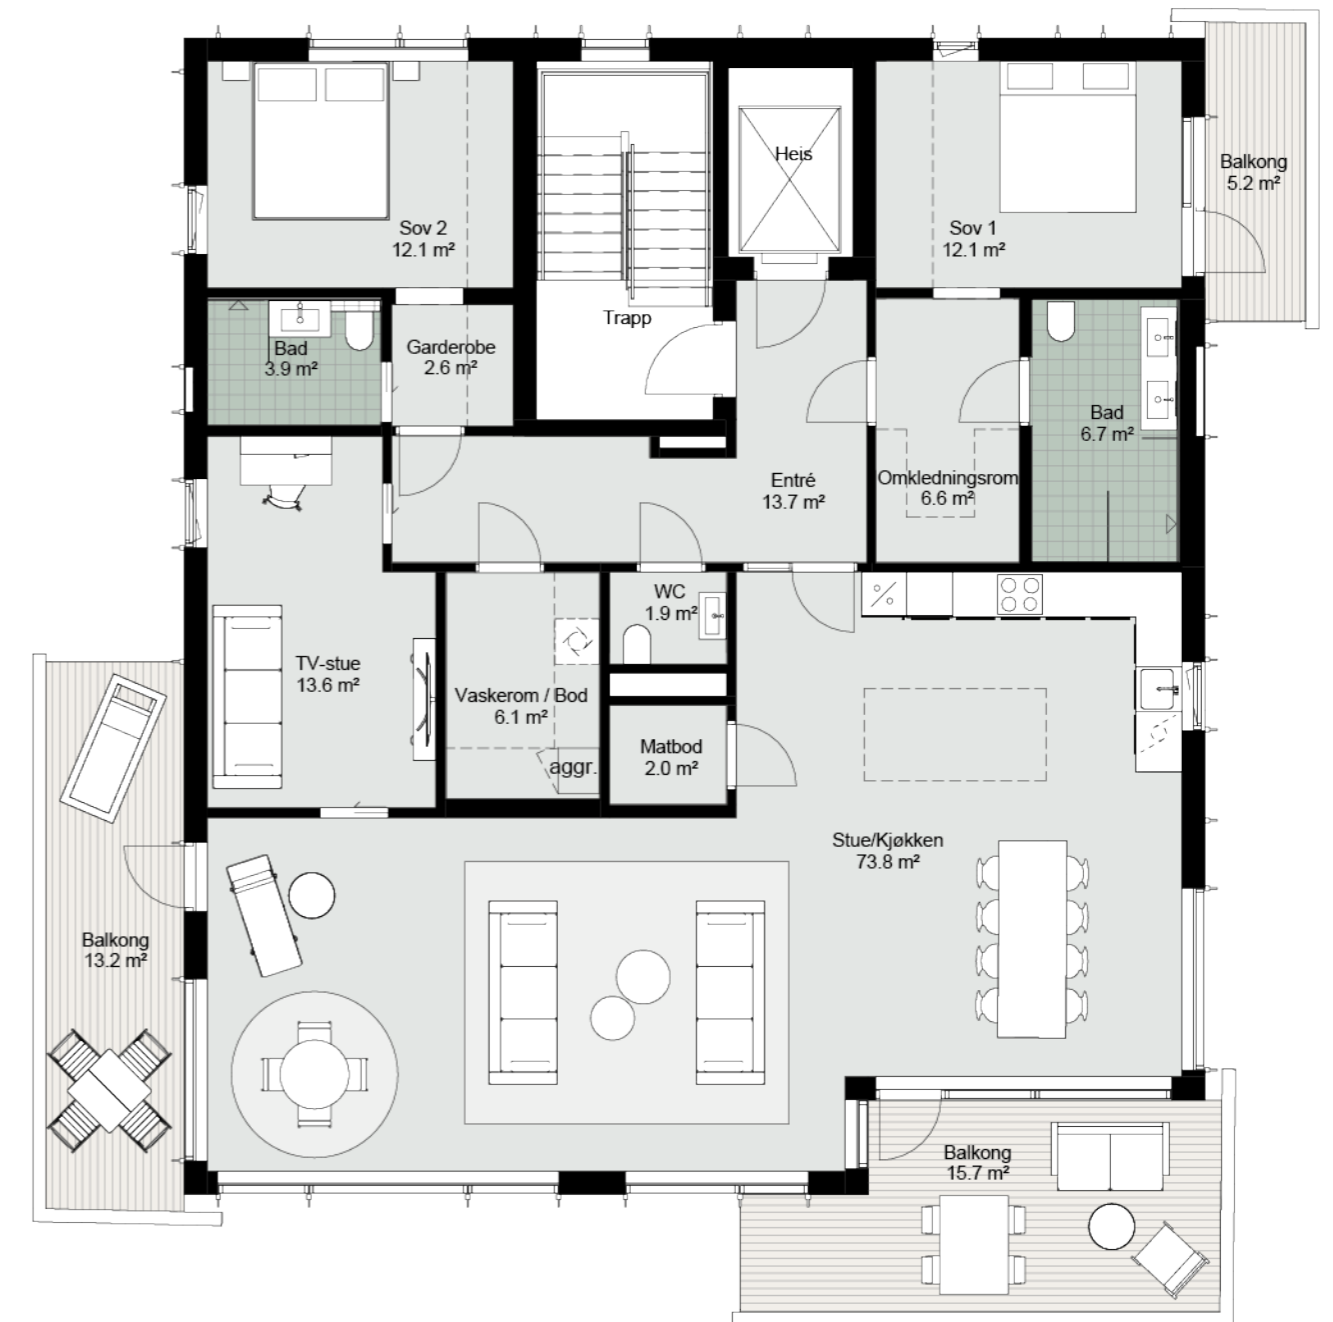 Heis
Balkong
5.2 m²
Sov 2
12.1 m²
Sov 1
12.1 m²
Trapp
Bad
3.9 m²
Garderobe
2.6 m²
Bad
6.7 m²
Entré
13.7 m²
Omkledningsrom
6.6 m²
WC
1.9 m²
TV-stue
13.6 m²
Vaskerom / Bod
6.1 m²
Matbod
2.0 m²
aggr.
Stue/Kjøkken
73.8 m²
Balkong
13.2 m²
Balkong
15.7 m²